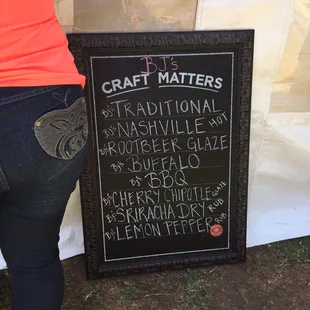 BJ's
CRAFT MATTERS
BJ's TRADITIONAL
BJ's NASHVILLE HOT
BJ's ROOTBEER GLAZE
BJ's BUFFALO
BJ's BBQ
BJ's CHERRY CHIPOTLE GLAZE
BJ's SRIRACHA DRY RUB
BJ's LEMON PEPPER RUB